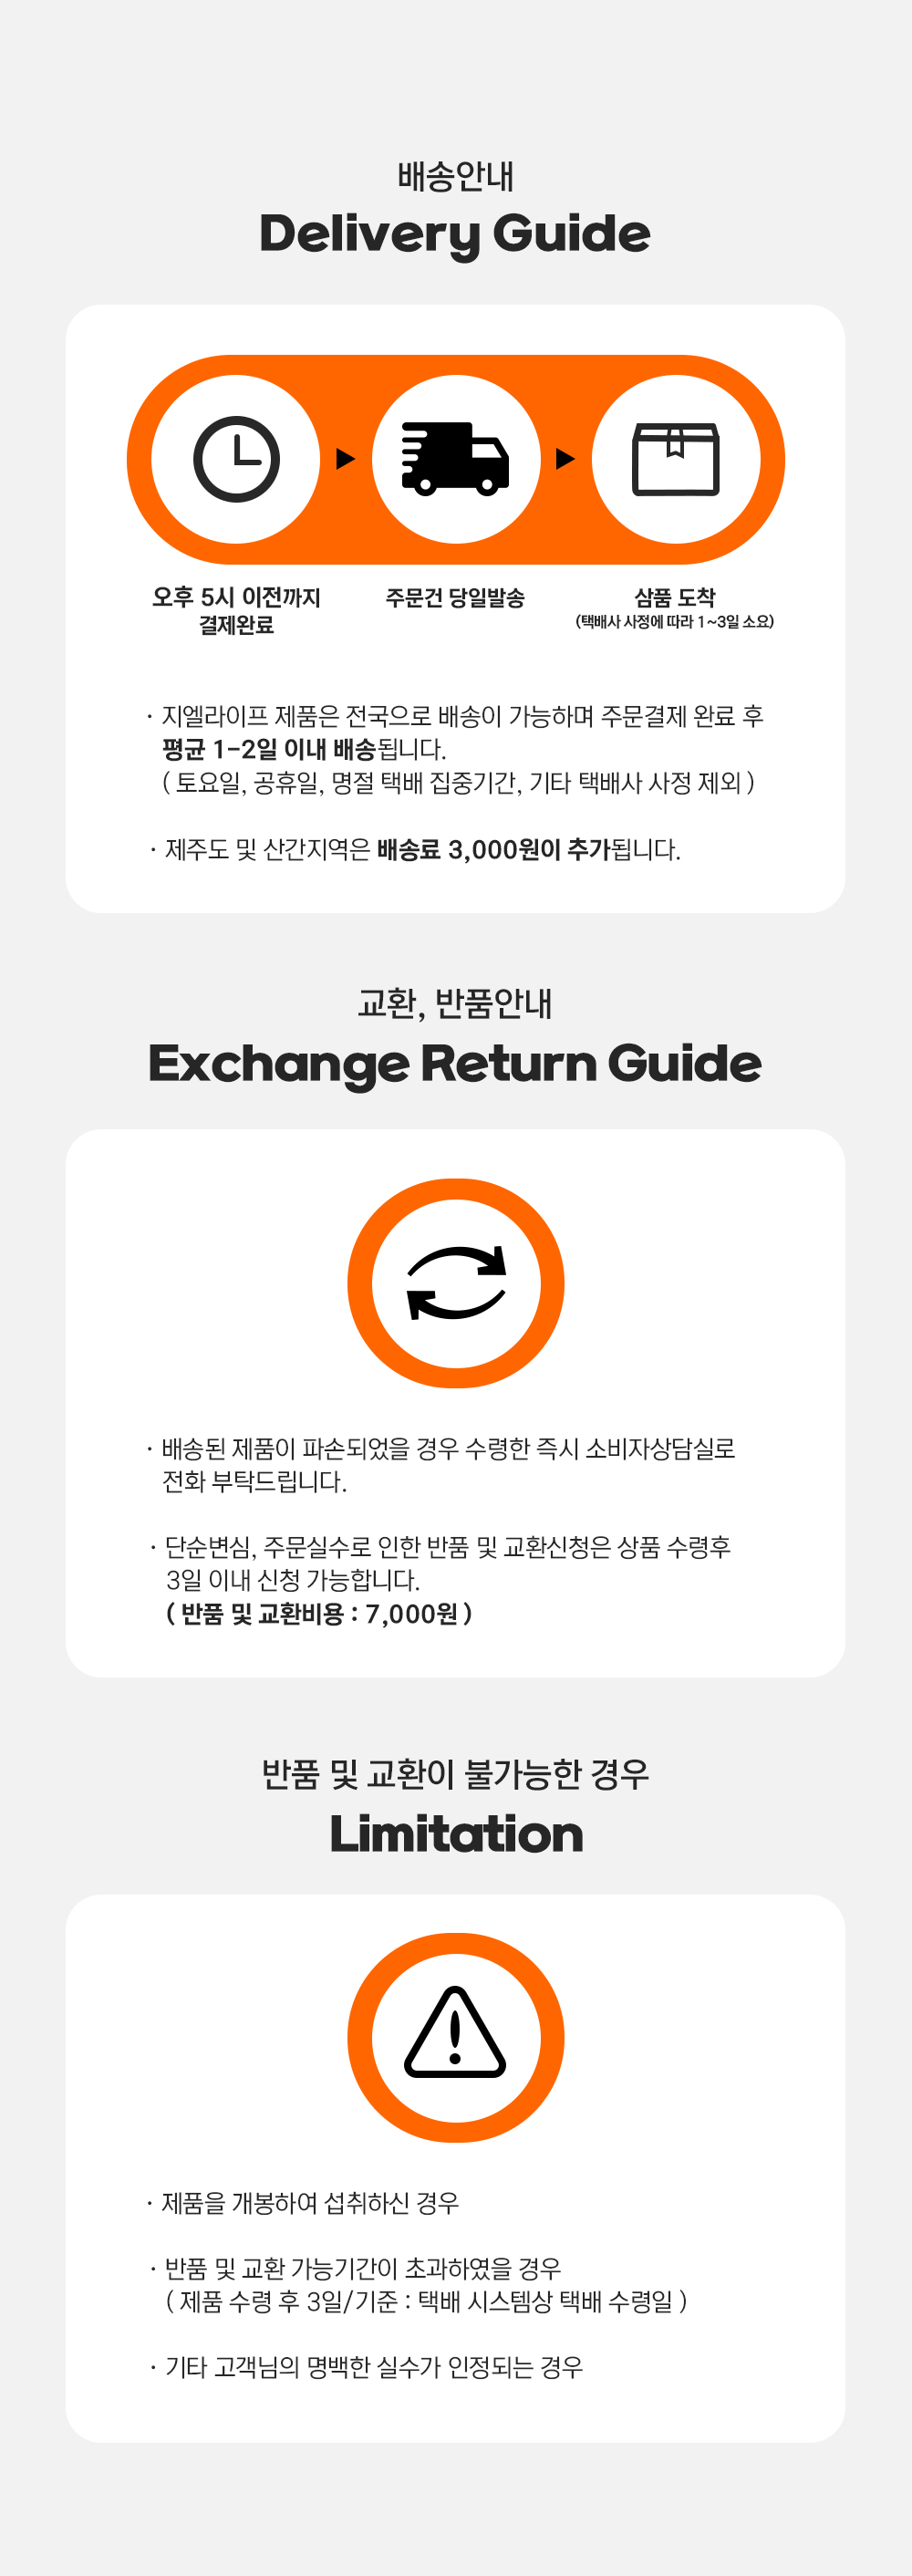 배송안내
Delivery Guide
오후 5시 이전까지
결제완료
주문건 당일발송
삼품 도착
(택배사 사정에 따라 1~3일 소요)
· 지엘라이프 제품은 전국으로 배송이 가능하며 주문결제 완료 후
평균 1-2일 이내 배송됩니다.
( 토요일, 공휴일, 명절 택배 집중기간, 기타 택배사 사정 제외 )
· 제주도 및 산간지역은 배송료 3,000원이 추가됩니다.
교환, 반품안내
Exchange Return Guide
· 배송된 제품이 파손되었을 경우 수령한 즉시 소비자상담실로
전화 부탁드립니다.
· 단순변심, 주문실수로 인한 반품 및 교환신청은 상품 수령후
3일 이내 신청 가능합니다.
( 반품 및 교환비용 : 7,000원 )
반품 및 교환이 불가능한 경우
Limitation
· 제품을 개봉하여 섭취하신 경우
· 반품 및 교환 가능기간이 초과하였을 경우
( 제품 수령 후 3일/기준 : 택배 시스템상 택배 수령일 )
· 기타 고객님의 명백한 실수가 인정되는 경우